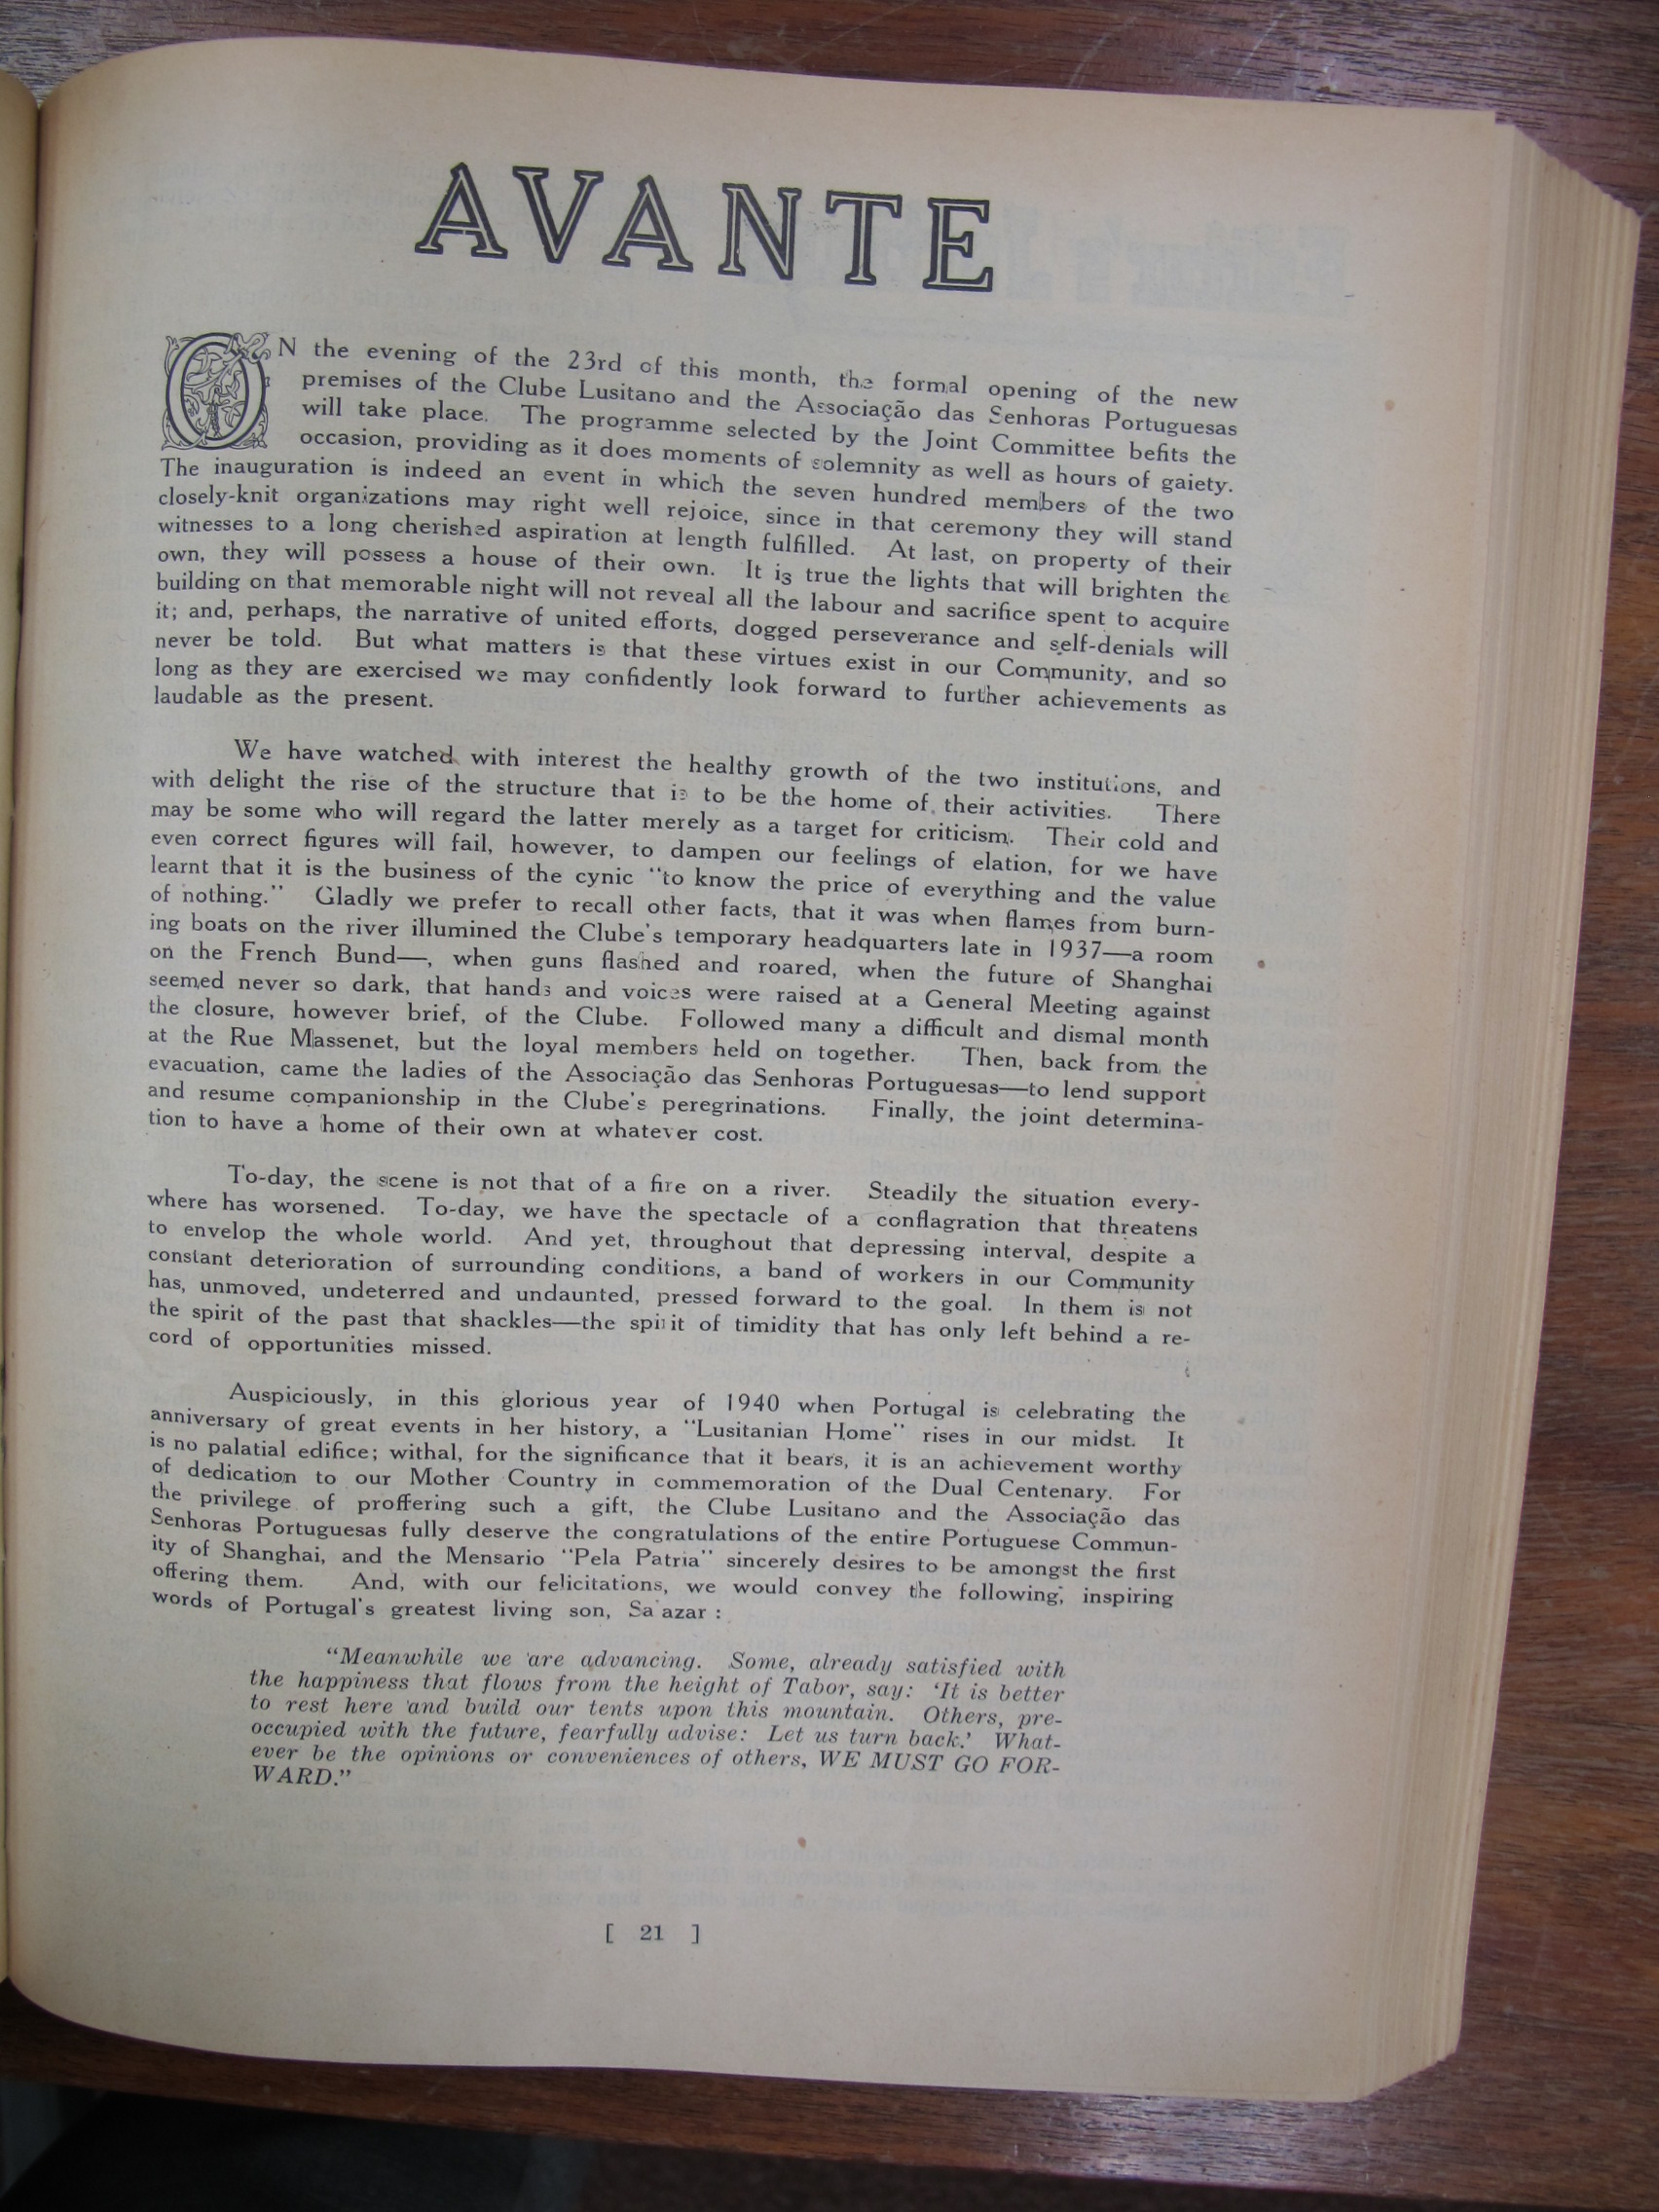 AVANTE
ON the evening of the 23rd of this month, the formal opening of the new
premises of the Clube Lusitano and the Associação das Senhoras Portuguesas
will take place. The programme selected by the Joint Committee befits the
occasion, providing as it does moments of solemnity as well as hours of gaiety.
The inauguration is indeed an event in which the seven hundred members of the two
closely-knit organizations may right well rejoice, since in that ceremony they will stand
witnesses to a long cherished aspiration at length fulfilled. At last, on property of their
own, they will possess a house of their own. It is true the lights that will brighten the
building on that memorable night will not reveal all the labour and sacrifice spent to acquire
it; and, perhaps, the narrative of united efforts, dogged perseverance and self-denials will
never be told. But what matters is that these virtues exist in our Community, and so
long as they are exercised we may confidently look forward to further achievements as
laudable as the present.
We have watched with interest the healthy growth of the two institutions, and
with delight the rise of the structure that is to be the home of their activities. There
may be some who will regard the latter merely as a target for criticism. Their cold and
even correct figures will fail, however, to dampen our feelings of elation, for we have
learnt that it is the business of the cynic "to know the price of everything and the value
of nothing." Gladly we prefer to recall other facts, that it was when flames from burn-
ing boats on the river illumined the Clube's temporary headquarters late in 1937—a room
on the French Bund—, when guns flashed and roared, when the future of Shanghai
seemed never so dark, that hands and voices were raised at a General Meeting against
the closure, however brief, of the Clube. Followed many a difficult and dismal month
at the Rue Massenet, but the loyal members held on together. Then, back from the
evacuation, came the ladies of the Associação das Senhoras Portuguesas—to lend support
and resume companionship in the Clube's peregrinations. Finally, the joint determina-
tion to have a home of their own at whatever cost.
To-day, the scene is not that of a fire on a river. Steadily the situation every-
where has worsened. To-day, we have the spectacle of a conflagration that threatens
to envelop the whole world. And yet, throughout that depressing interval, despite a
constant deterioration of surrounding conditions, a band of workers in our Community
has, unmoved, undeterred and undaunted, pressed forward to the goal. In them is not
the spirit of the past that shackles—the spirit of timidity that has only left behind a re-
cord of opportunities missed.
Auspiciously, in this glorious year of 1940 when Portugal is celebrating the
anniversary of great events in her history, a "Lusitanian Home" rises in our midst. It
is no palatial edifice; withal, for the significance that it bears, it is an achievement worthy
of dedication to our Mother Country in commemoration of the Dual Centenary. For
the privilege of proffering such a gift, the Clube Lusitano and the Associação das
Senhoras Portuguesas fully deserve the congratulations of the entire Portuguese Commun-
ity of Shanghai, and the Mensario "Pela Patria" sincerely desires to be amongst the first
offering them. And, with our felicitations, we would convey the following, inspiring
words of Portugal's greatest living son, Sa azar :
"Meanwhile we are advancing. Some, already satisfied with
the happiness that flows from the height of Tabor, say: 'It is better
to rest here and build our tents upon this mountain. Others, pre-
occupied with the future, fearfully advise: Let us turn back.' What-
ever be the opinions or conveniences of others, WE MUST GO FOR-
WARD."
[ 21 ]